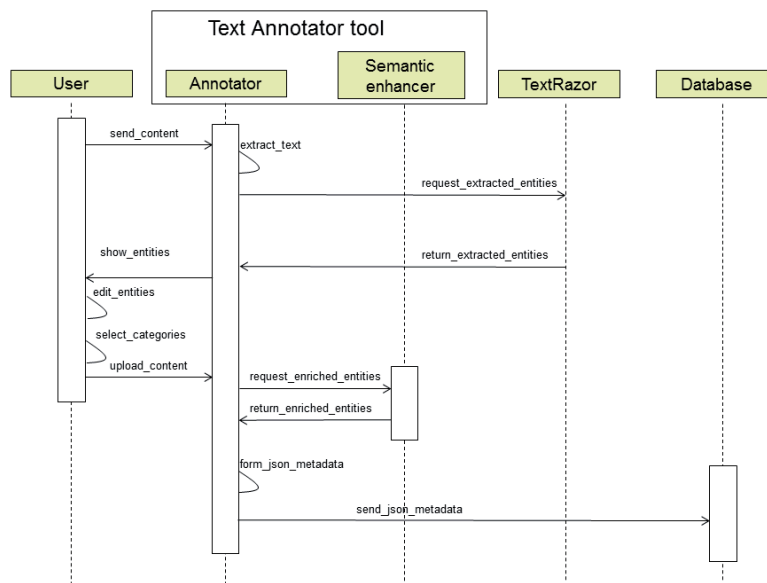 Text Annotator tool
User
Annotator
Semantic
enhancer
TextRazor
Database
send_content
extract_text
request_extracted_entities
return_extracted_entities
show_entities
edit_entities
select_categories
upload_content
request_enriched_entities
return_enriched_entities
form_json_metadata
send_json_metadata